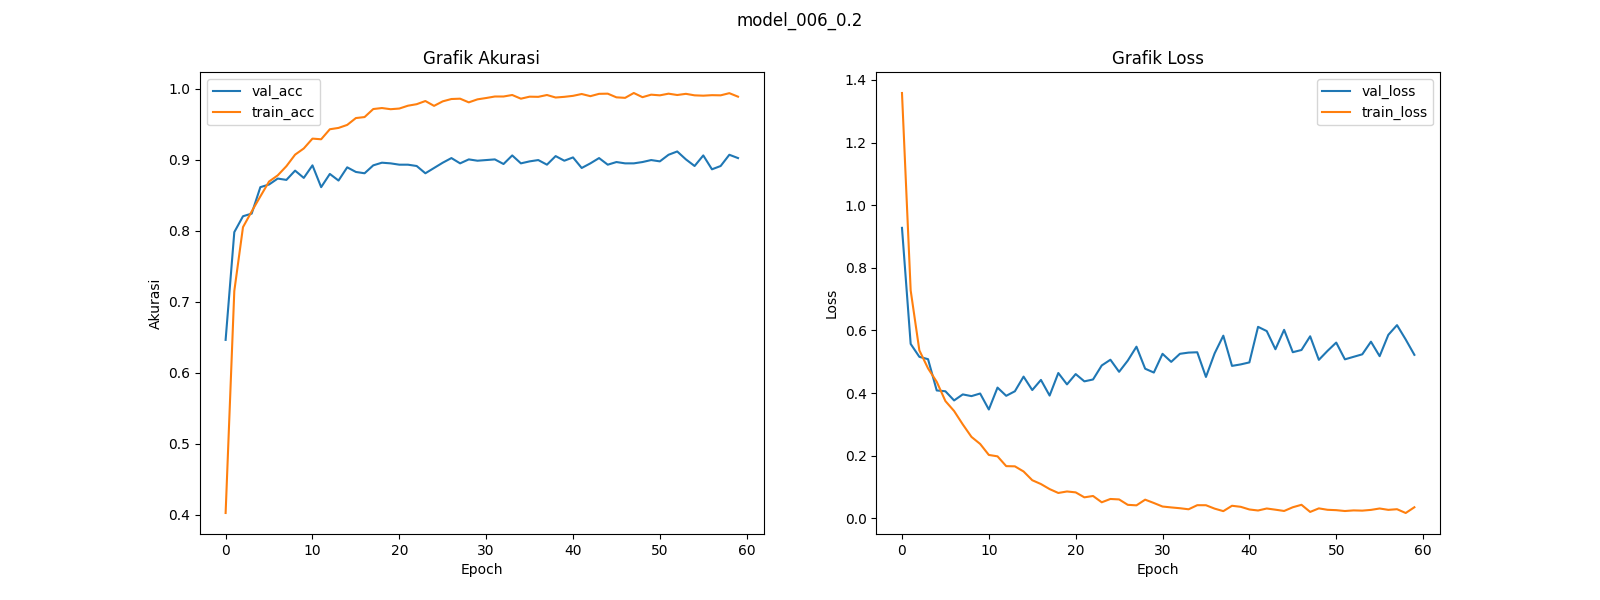 model_006_0.2
Grafik Akurasi
val_acc
train_acc
1.0
0.9
0.8
0.7
0.6
0.5
0.4
Akurasi
0 10 20 30 40 50 60
Epoch
Grafik Loss
val_loss
train_loss
1.4
1.2
1.0
0.8
0.6
0.4
0.2
0.0
Loss
0 10 20 30 40 50 60
Epoch